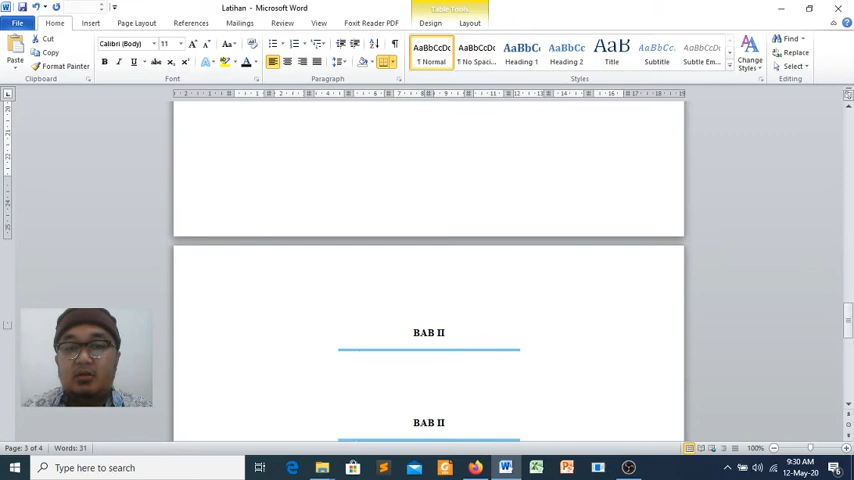 Latihan - Microsoft Word
Table Tools
File Home Insert Page Layout References Mailings Review View Foxit Reader PDF Design Layout
Paste
Cut
Copy
Format Painter
Clipboard
Calibri (Body) 11
Font
Paragraph
AaBbCcDc AaBbCcDc AaBbC AaBbCc AaB AaBbCc. AaBbCcDc
¶ Normal ¶ No Spaci... Heading 1 Heading 2 Title Subtitle Subtle Em...
Change Styles
Styles
Find
Replace
Select
Editing
BAB II
BAB II
Page: 3 of 4 Words: 31
100%
Type here to search
9:30 AM
12-May-20